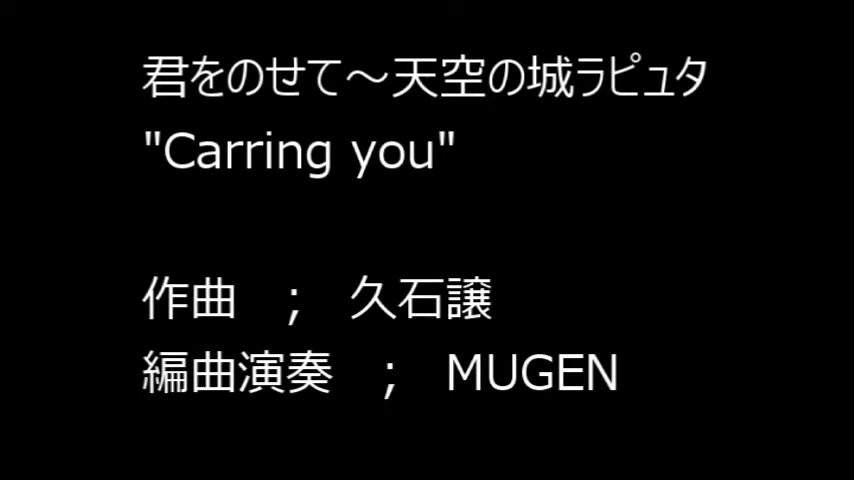 君をのせて～天空の城ラピュタ
"Carring you"
作曲　；　久石譲
編曲演奏　；　MUGEN